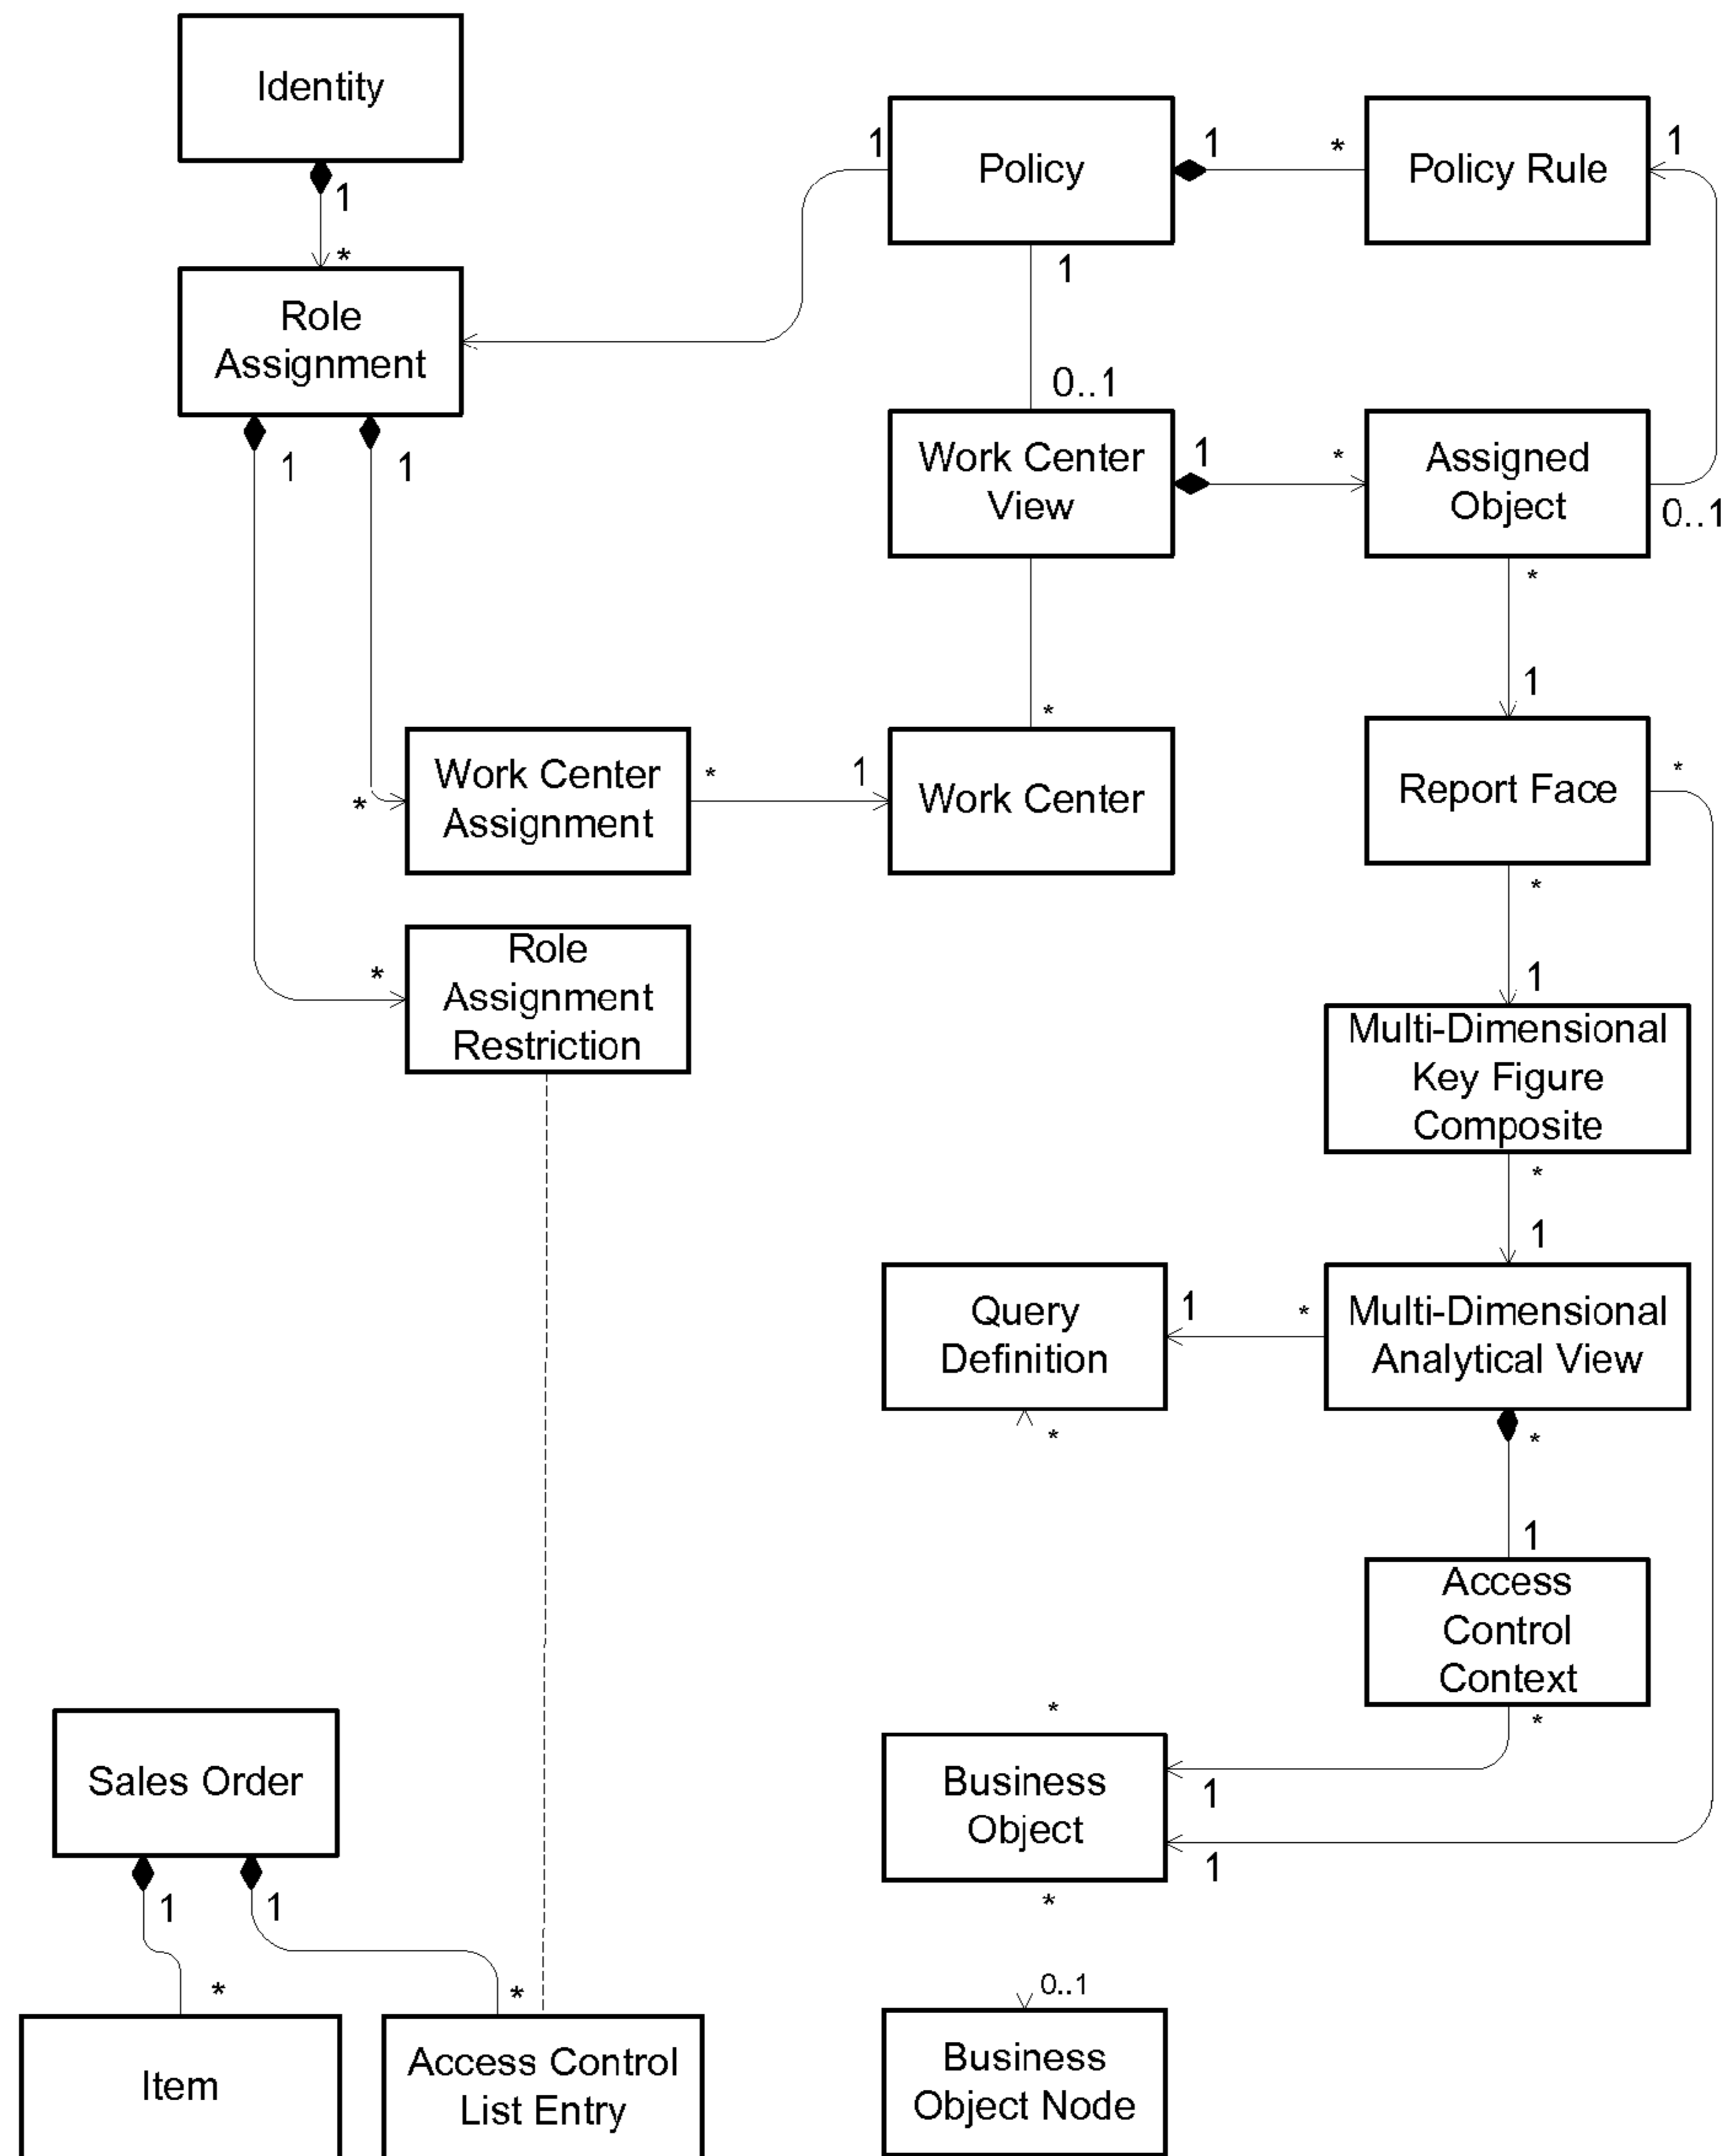 Identity
1
*
Role
Assignment
1
1
1
Policy
1
*
Policy Rule
1
1
0..1
Work Center
View
1
*
Assigned
Object
0..1
*
1
*
Work Center
Assignment
*
1
Work Center
*
Report Face
*
*
*
Role
Assignment
Restriction
1
Multi-Dimensional
Key Figure
Composite
*
1
Query
Definition
1
*
Multi-Dimensional
Analytical View
*
*
1
Access
Control
Context
*
*
Business
Object
1
1
*
Sales Order
1
1
*
*
0..1
Item
Access Control
List Entry
Business
Object Node